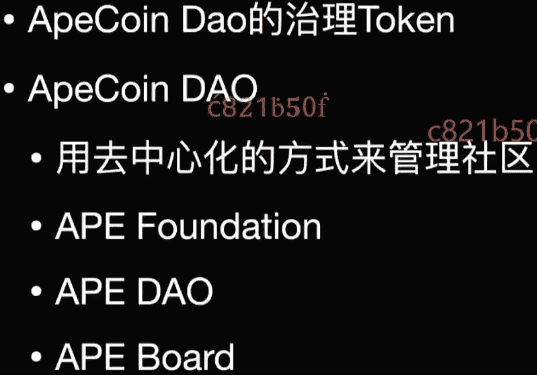 • ApeCoin Dao的治理Token
• ApeCoin DAO
c821b50f
c821b50
• 用去中心化的方式来管理社区
• APE Foundation
• APE DAO
• APE Board